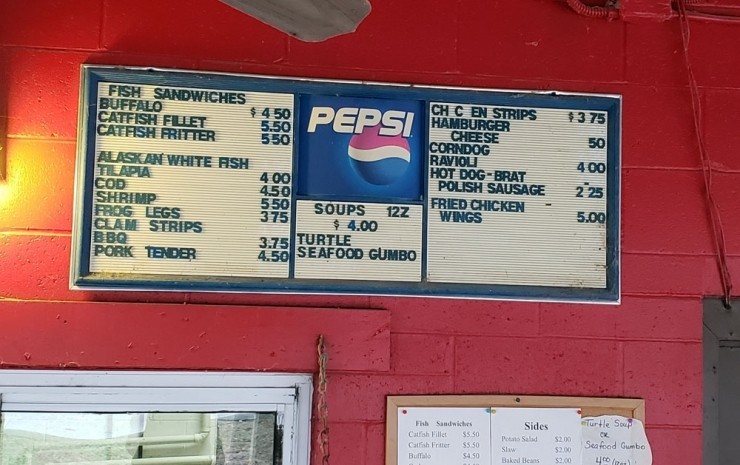 FISH SANDWICHES
BUFFALO $ 4 50
CATFISH FILLET 5.50
CATFISH FRITTER 5 50
ALASKAN WHITE FISH
TILAPIA 4 00
COD 4.50
SHRIMP 5.50
FROG LEGS 3.75
CLAM STRIPS
BBQ 3.75
PORK TENDER 4.50
PEPSI
SOUPS 12Z
$ 4.00
TURTLE
SEAFOOD GUMBO
CH C EN STRIPS $ 3 75
HAMBURGER
CHEESE 50
CORNDOG
RAVIOLI 4 00
HOT DOG-BRAT
POLISH SAUSAGE 2 25
FRIED CHICKEN
WINGS 5.00
Fish Sandwiches
Catfish Fillet $5.50
Catfish Fritter $5.50
Buffalo $4.50
Sides
Potato Salad $2.00
Slaw $2.00
Baked Beans $2.00
Turtle Soup
OR
Seafood Gumbo
4.00